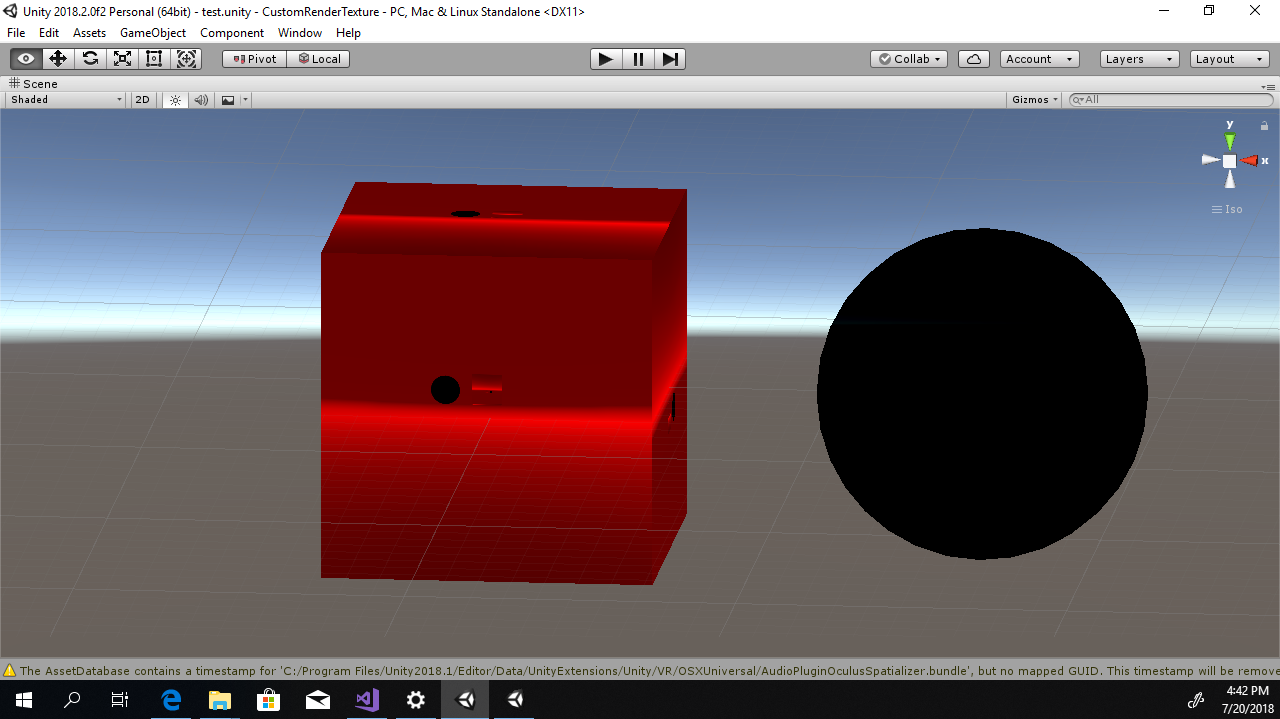 Unity 2018.2.0f2 Personal (64bit) - test.unity - CustomRenderTexture - PC, Mac & Linux Standalone <DX11>
File Edit Assets GameObject Component Window Help
Pivot Local Collab Account Layers Layout
Scene
Shaded 2D Gizmos All
y
x
Iso
The AssetDatabase contains a timestamp for 'C:/Program Files/Unity2017.1.1/Editor/Data/UnityExtensions/Unity/VR/OSXUniversal/AudioPluginOculusSpatializer.bundle', but no mapped GUID. This timestamp will be remove
4:42 PM
7/20/2018